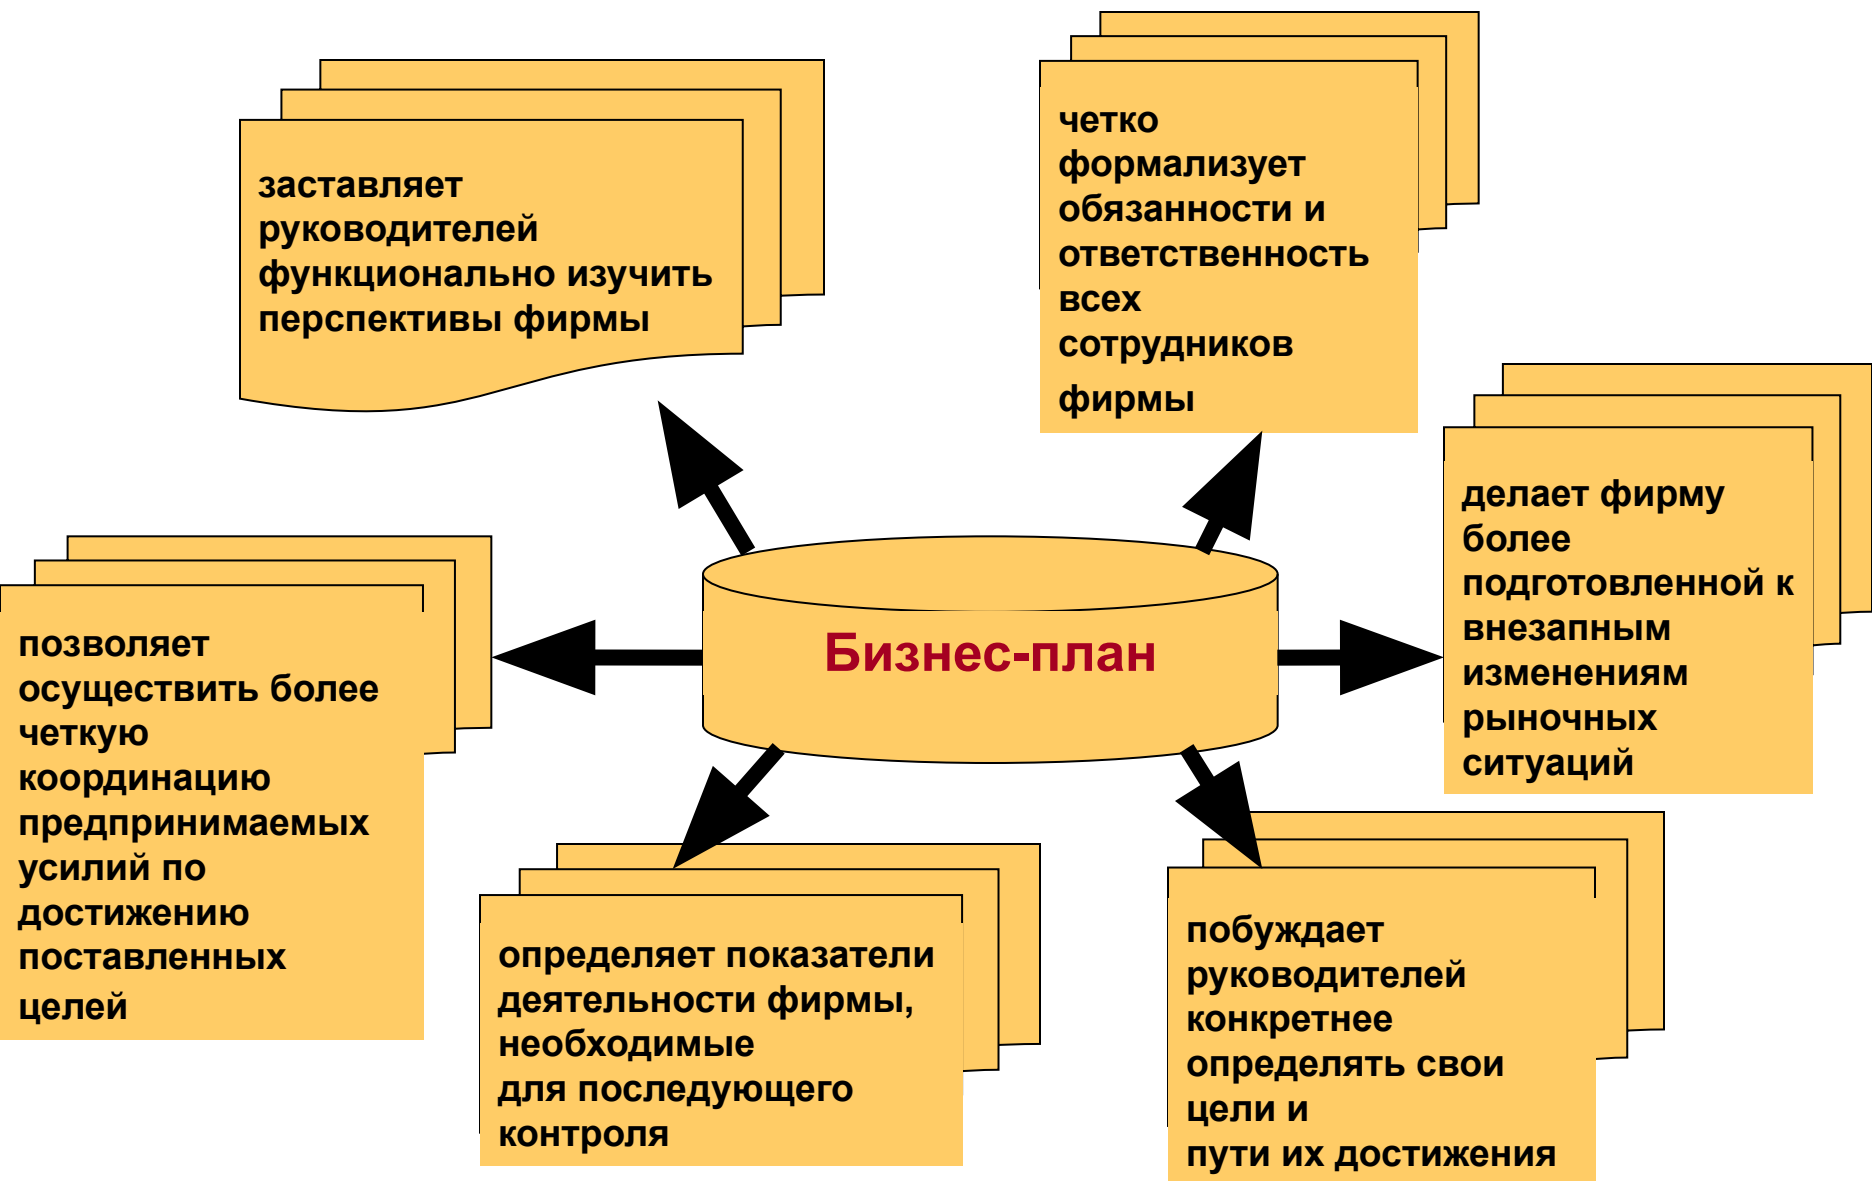 заставляет
руководителей
функционально изучить
перспективы фирмы
четко
формализует
обязанности и
ответственность
всех
сотрудников
фирмы
делает фирму
более
подготовленной к
внезапным
изменениям
рыночных
ситуаций
Бизнес-план
позволяет
осуществить более
четкую
координацию
предпринимаемых
усилий по
достижению
поставленных
целей
определяет показатели
деятельности фирмы,
необходимые
для последующего
контроля
побуждает
руководителей
конкретнее
определять свои
цели и
пути их достижения